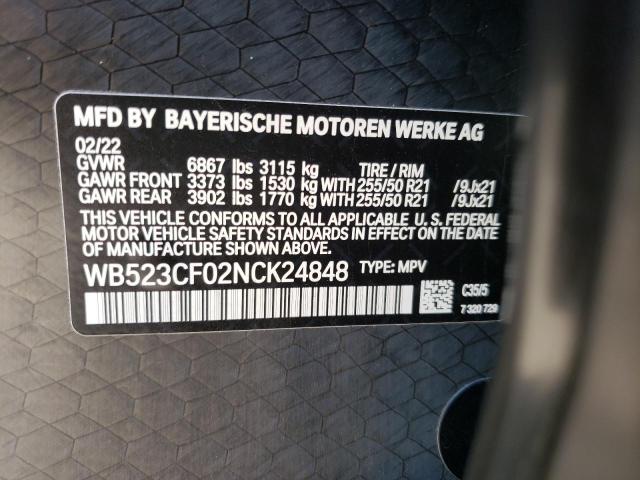 MFD BY BAYERISCHE MOTOREN WERKE AG
02/22
GVWR 6867 lbs 3115 kg TIRE / RIM
GAWR FRONT 3373 lbs 1530 kg WITH 255/50 R21 /9Jx21
GAWR REAR 3902 lbs 1770 kg WITH 255/50 R21 /9Jx21
THIS VEHICLE CONFORMS TO ALL APPLICABLE U. S. FEDERAL
MOTOR VEHICLE SAFETY STANDARDS IN EFFECT ON THE
DATE OF MANUFACTURE SHOWN ABOVE.
WB523CF02NCK24848 TYPE: MPV
C35/5
7 320 729